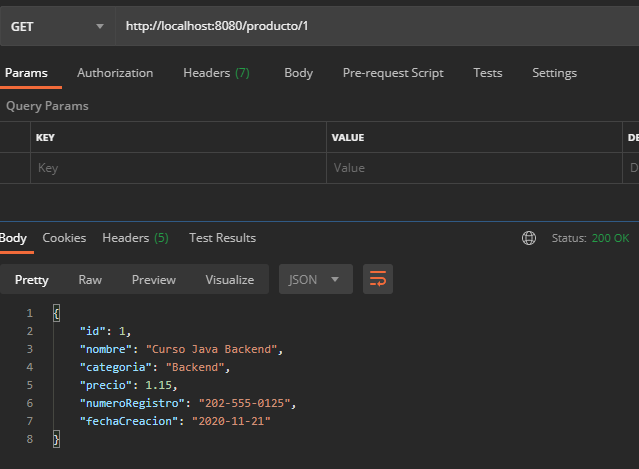 GET http://localhost:8080/producto/1
Params Authorization Headers (7) Body Pre-request Script Tests Settings
Query Params
KEY VALUE DE
Key Value D
Body Cookies Headers (5) Test Results Status: 200 OK
Pretty Raw Preview Visualize JSON
1 {
2 "id": 1,
3 "nombre": "Curso Java Backend",
4 "categoria": "Backend",
5 "precio": 1.15,
6 "numeroRegistro": "202-555-0125",
7 "fechaCreacion": "2020-11-21"
8 }